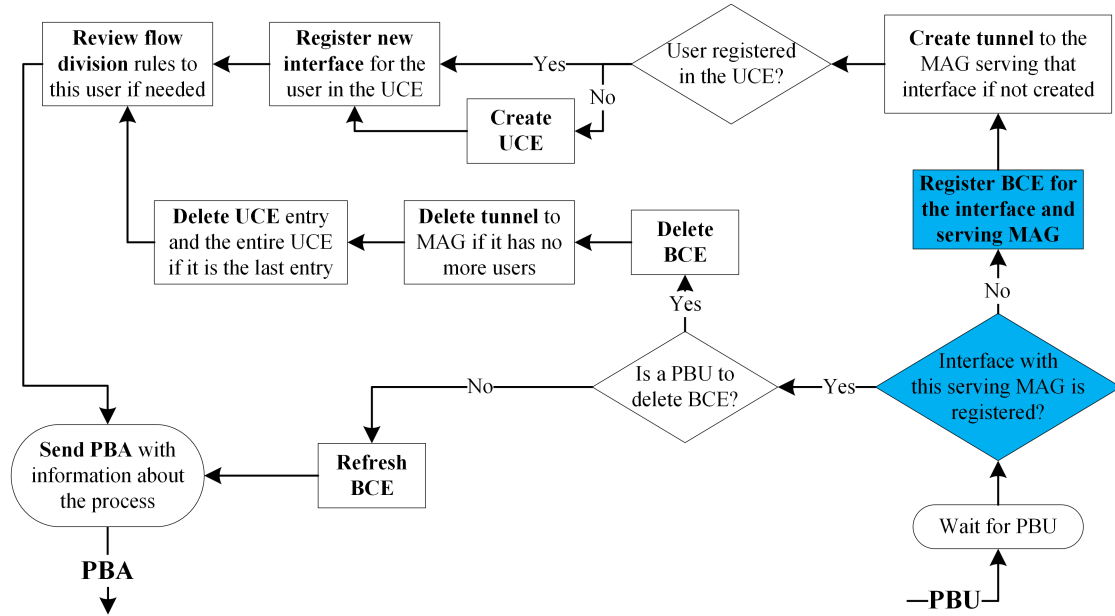 Review flow
division rules to
this user if needed
Register new
interface for the
user in the UCE
Yes
No
Create
UCE
User registered
in the UCE?
Create tunnel to the
MAG serving that
interface if not created
Register BCE for
the interface and
serving MAG
Delete UCE entry
and the entire UCE
if it is the last entry
Delete tunnel to
MAG if it has no
more users
Delete
BCE
Yes
No
Is a PBU to
delete BCE?
No
Yes
Interface with
this serving MAG is
registered?
Send PBA with
information about
the process
Refresh
BCE
Wait for PBU
PBA
PBU